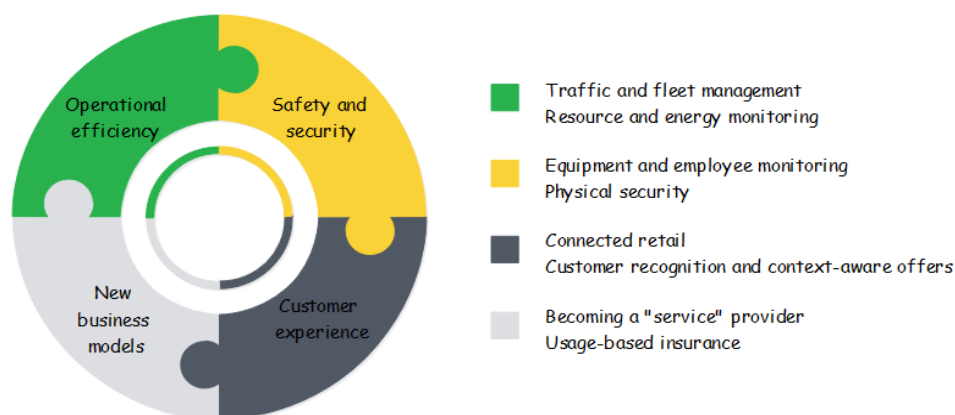 Operational
efficiency
Safety and
security
New
business
models
Customer
experience
Traffic and fleet management
Resource and energy monitoring
Equipment and employee monitoring
Physical security
Connected retail
Customer recognition and context-aware offers
Becoming a "service" provider
Usage-based insurance